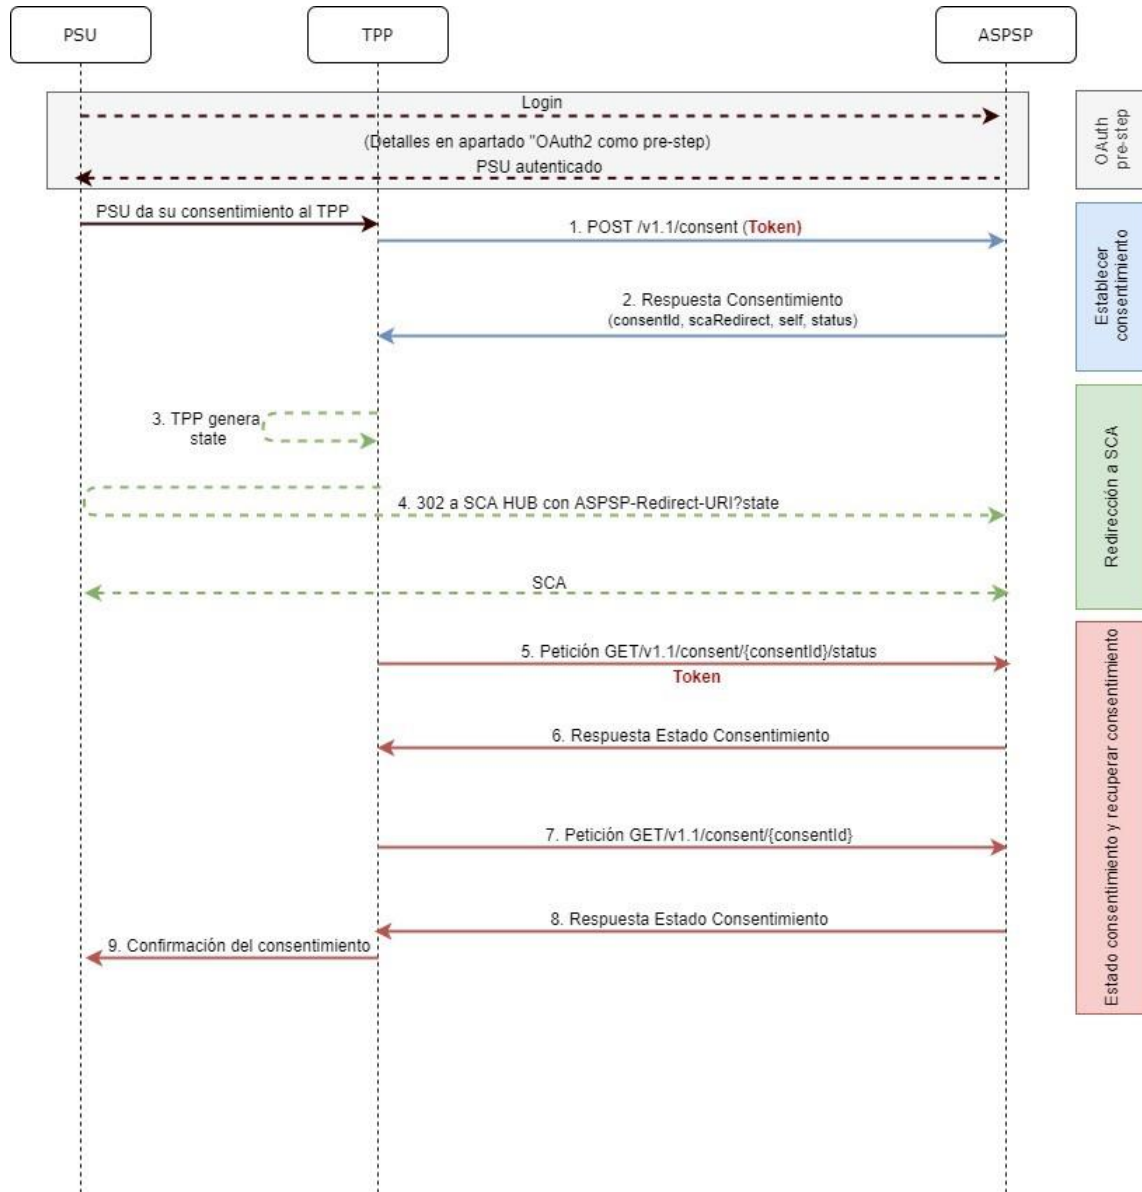 PSU
TPP
ASPSP
Login
(Detalles en apartado "OAuth2 como pre-step)
PSU autenticado
OAuth
pre-step
PSU da su consentimiento al TPP
1. POST /v1.1/consent (Token)
2. Respuesta Consentimiento
(consentId, scaRedirect, self, status)
Establecer
consentimiento
3. TPP genera
state
4. 302 a SCA HUB con ASPSP-Redirect-URI?state
SCA
Redirección a SCA
5. Petición GET/v1.1/consent/{consentId}/status
Token
6. Respuesta Estado Consentimiento
7. Petición GET/v1.1/consent/{consentId}
8. Respuesta Estado Consentimiento
9. Confirmación del consentimiento
Estado consentimiento y recuperar consentimiento